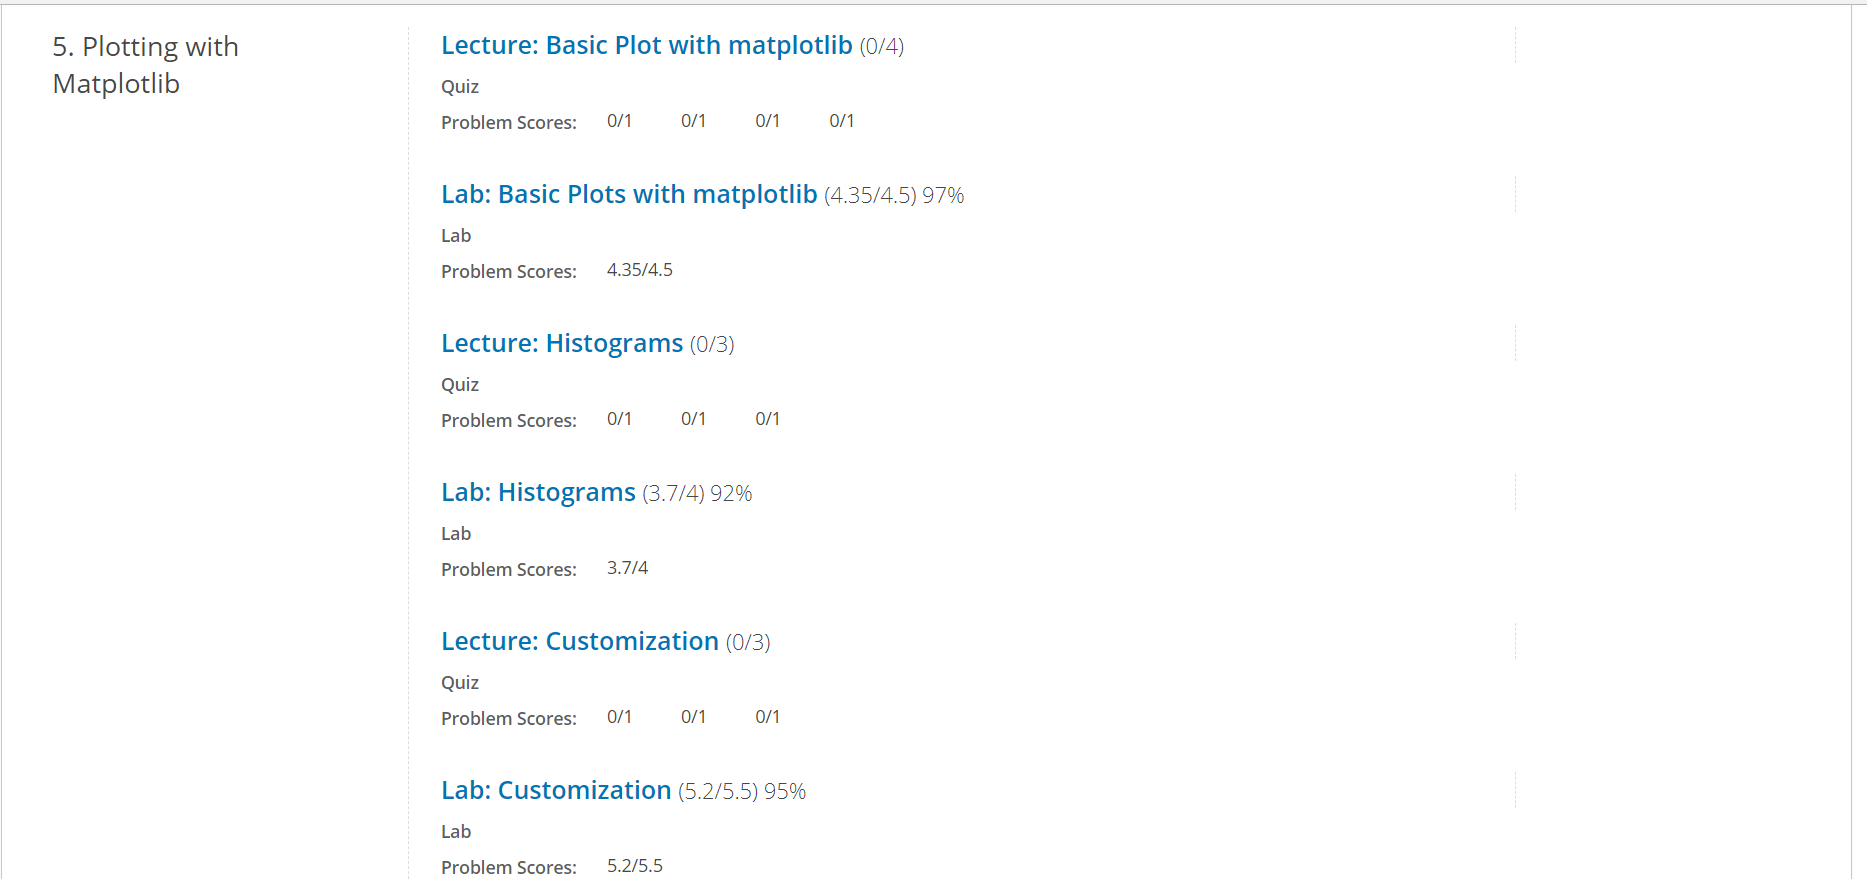 5. Plotting with
Matplotlib
Lecture: Basic Plot with matplotlib (0/4)
Quiz
Problem Scores: 0/1 0/1 0/1 0/1
Lab: Basic Plots with matplotlib (4.35/4.5) 97%
Lab
Problem Scores: 4.35/4.5
Lecture: Histograms (0/3)
Quiz
Problem Scores: 0/1 0/1 0/1
Lab: Histograms (3.7/4) 92%
Lab
Problem Scores: 3.7/4
Lecture: Customization (0/3)
Quiz
Problem Scores: 0/1 0/1 0/1
Lab: Customization (5.2/5.5) 95%
Lab
Problem Scores: 5.2/5.5